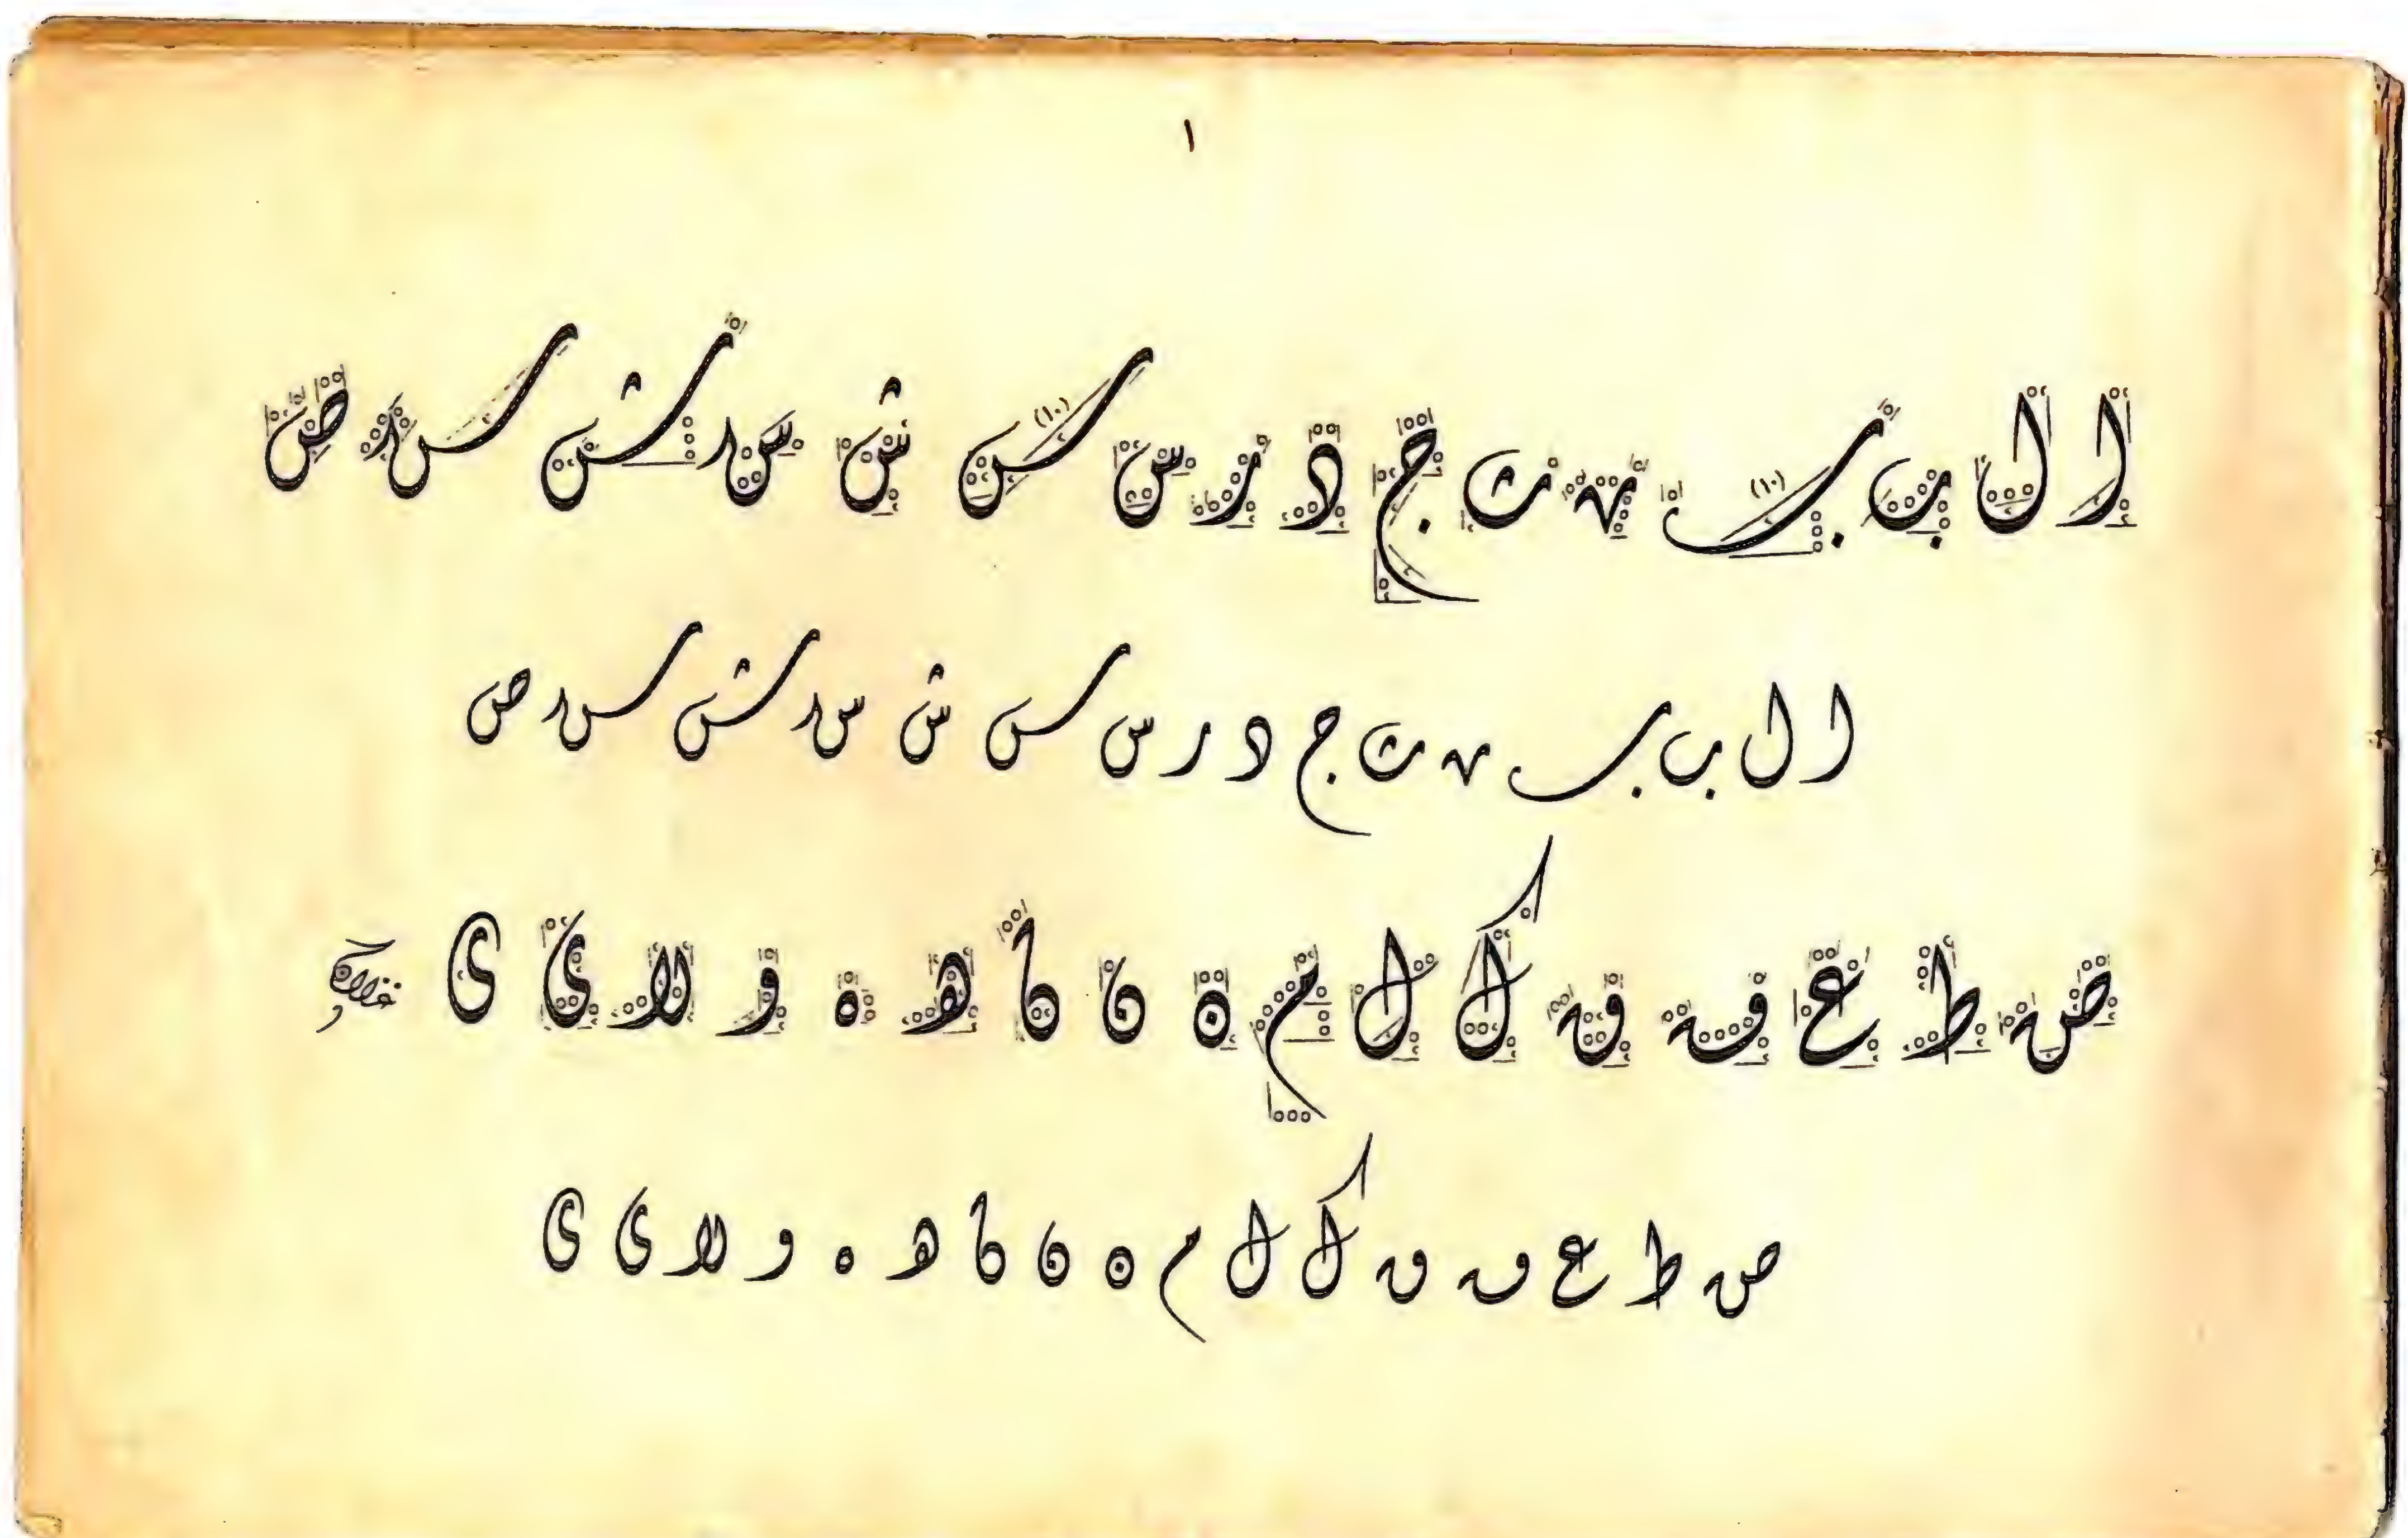 ١
ا ل ب ب ب ث ج د ر س س ش س ش س ص
ا ل ب ب ب ث ج د ر س س ش س ش س ص
ص ط ع ف ق ك ل م ن ن ن ه ه و لا ى ى
ص ط ع ف ق ك ل م ن ن ن ه ه و لا ى ى